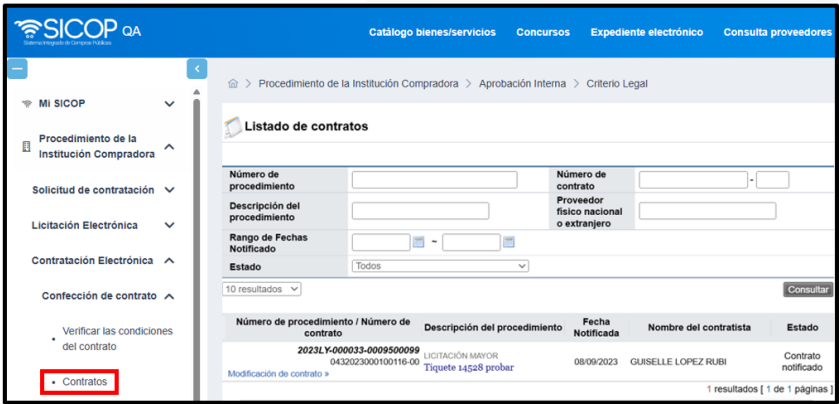 SICOP QA
Sistema Integrado de Compras Públicas
Catálogo bienes/servicios Concursos Expediente electrónico Consulta proveedores
Mi SICOP
Procedimiento de la
Institución Compradora
Solicitud de contratación
Licitación Electrónica
Contratación Electrónica
Confección de contrato
Verificar las condiciones
del contrato
Contratos
> Procedimiento de la Institución Compradora > Aprobación Interna > Criterio Legal
Listado de contratos
Número de
procedimiento
Número de
contrato
-
Descripción del
procedimiento
Proveedor
físico nacional
o extranjero
Rango de Fechas
Notificado
~
Estado
Todos
10 resultados
Consultar
Número de procedimiento / Número de
contrato
Descripción del procedimiento
Fecha
Notificada
Nombre del contratista
Estado
2023LY-000033-0009500099
0432023000100116-00
Modificación de contrato »
LICITACIÓN MAYOR
Tiquete 14528 probar
08/09/2023
GUISELLE LOPEZ RUBI
Contrato
notificado
1 resultados [ 1 de 1 páginas ]